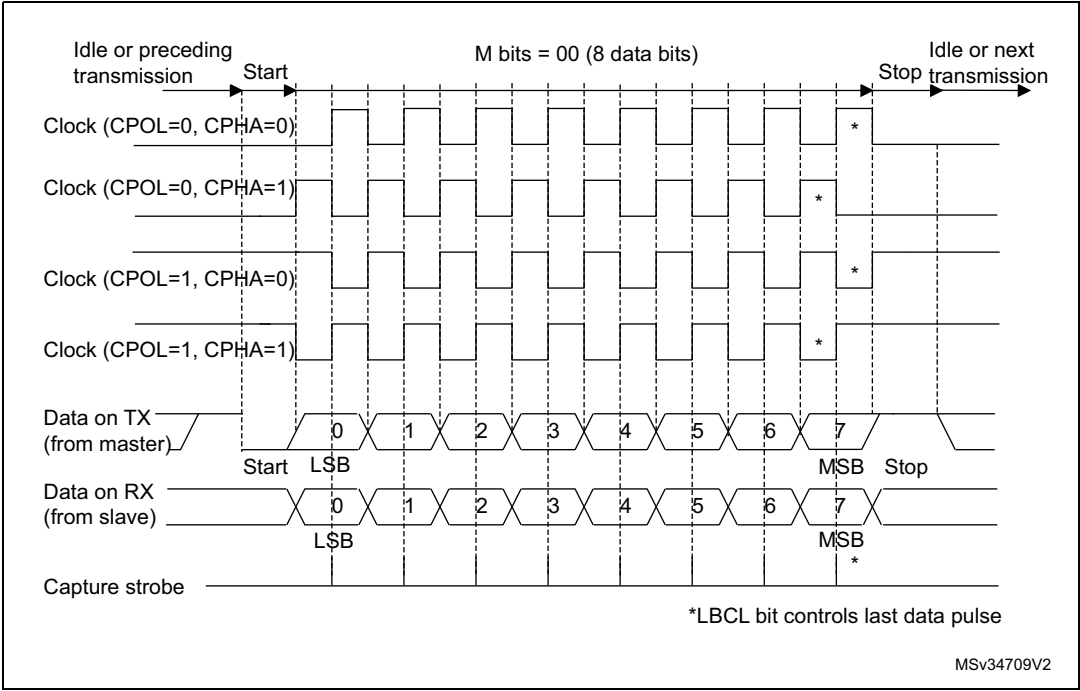 Idle or preceding transmission
Start
M bits = 00 (8 data bits)
Stop
Idle or next transmission
Clock (CPOL=0, CPHA=0)
*
Clock (CPOL=0, CPHA=1)
*
Clock (CPOL=1, CPHA=0)
*
Clock (CPOL=1, CPHA=1)
*
Data on TX (from master)
0 1 2 3 4 5 6 7
Start LSB MSB Stop
Data on RX (from slave)
0 1 2 3 4 5 6 7
LSB MSB
*
Capture strobe
*LBCL bit controls last data pulse
MSv34709V2